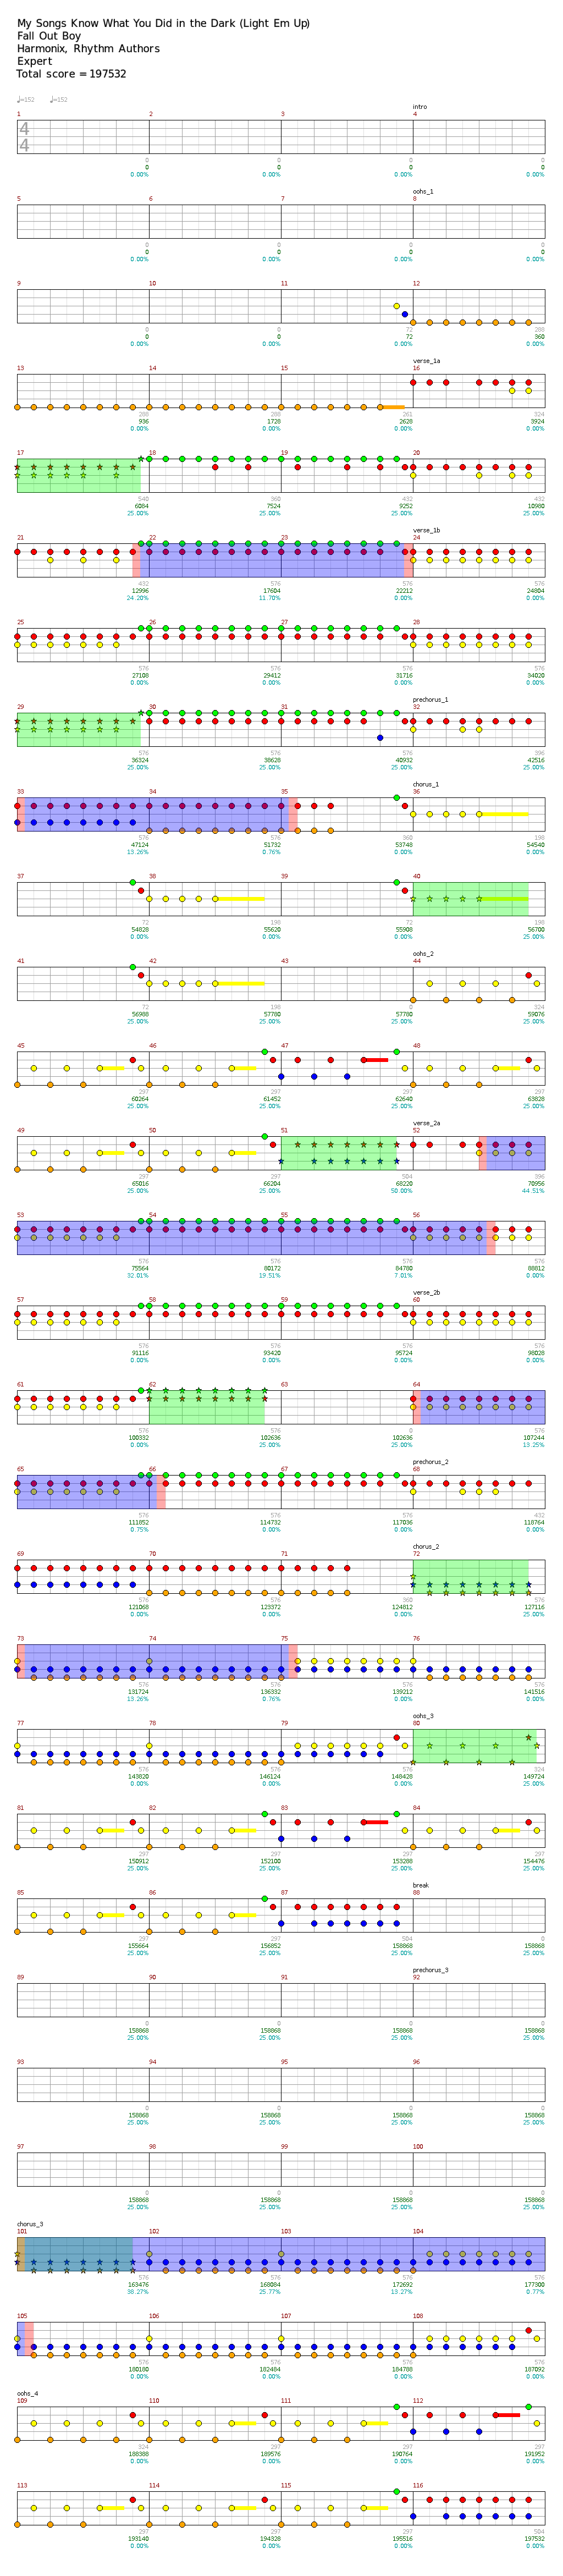 My Songs Know What You Did in the Dark (Light Em Up)
Fall Out Boy
Harmonix, Rhythm Authors
Expert
Total score = 197532
♩=152 ♩=152
intro
1 2 3 4
4
4
0 0 0 0
0 0 0 0
0.00% 0.00% 0.00% 0.00%
oohs_1
5 6 7 8
0 0 0 0
0 0 0 0
0.00% 0.00% 0.00% 0.00%
9 10 11 12
0 0 72 288
0 0 72 360
0.00% 0.00% 0.00% 0.00%
verse_1a
13 14 15 16
288 288 261 324
936 1728 2628 3924
0.00% 0.00% 0.00% 0.00%
17 18 19 20
540 360 432 432
6084 7524 9252 10980
25.00% 25.00% 25.00% 25.00%
verse_1b
21 22 23 24
432 576 576 576
12996 17604 22212 24804
24.20% 11.70% 0.00% 0.00%
25 26 27 28
576 576 576 576
27108 29412 31716 34020
0.00% 0.00% 0.00% 0.00%
prechorus_1
29 30 31 32
576 576 576 396
36324 38628 40932 42516
25.00% 25.00% 25.00% 25.00%
chorus_1
33 34 35 36
576 576 360 198
47124 51732 53748 54540
13.26% 0.76% 0.00% 0.00%
37 38 39 40
72 198 72 198
54828 55620 55908 56700
0.00% 0.00% 0.00% 25.00%
oohs_2
41 42 43 44
72 198 0 324
56988 57780 57780 59076
25.00% 25.00% 25.00% 25.00%
45 46 47 48
297 297 297 297
60264 61452 62640 63828
25.00% 25.00% 25.00% 25.00%
verse_2a
49 50 51 52
297 297 504 396
65016 66204 68220 70956
25.00% 25.00% 50.00% 44.51%
53 54 55 56
576 576 576 576
75564 80172 84780 88812
32.01% 19.51% 7.01% 0.00%
verse_2b
57 58 59 60
576 576 576 576
91116 93420 95724 98028
0.00% 0.00% 0.00% 0.00%
61 62 63 64
576 576 0 576
100332 102636 102636 107244
0.00% 25.00% 25.00% 13.25%
prechorus_2
65 66 67 68
576 576 576 432
111852 114732 117036 118764
0.75% 0.00% 0.00% 0.00%
chorus_2
69 70 71 72
576 576 360 576
121068 123372 124812 127116
0.00% 0.00% 0.00% 25.00%
73 74 75 76
576 576 576 576
131724 136332 139212 141516
13.26% 0.76% 0.00% 0.00%
oohs_3
77 78 79 80
576 576 576 324
143820 146124 148428 149724
0.00% 0.00% 0.00% 25.00%
81 82 83 84
297 297 297 297
150912 152100 153288 154476
25.00% 25.00% 25.00% 25.00%
break
85 86 87 88
297 297 504 0
155664 156852 158868 158868
25.00% 25.00% 25.00% 25.00%
prechorus_3
89 90 91 92
0 0 0 0
158868 158868 158868 158868
25.00% 25.00% 25.00% 25.00%
93 94 95 96
0 0 0 0
158868 158868 158868 158868
25.00% 25.00% 25.00% 25.00%
97 98 99 100
0 0 0 0
158868 158868 158868 158868
25.00% 25.00% 25.00% 25.00%
chorus_3
101 102 103 104
576 576 576 576
163476 168084 172692 177300
38.27% 25.77% 13.27% 0.77%
105 106 107 108
576 576 576 576
180180 182484 184788 187092
0.00% 0.00% 0.00% 0.00%
oohs_4
109 110 111 112
324 297 297 297
188388 189576 190764 191952
0.00% 0.00% 0.00% 0.00%
113 114 115 116
297 297 297 504
193140 194328 195516 197532
0.00% 0.00% 0.00% 0.00%